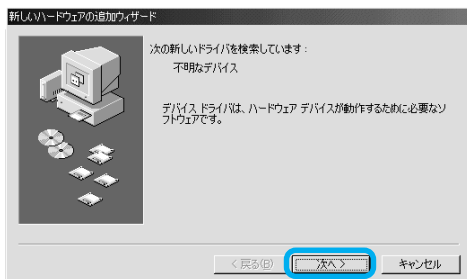 新しいハードウェアの追加ウィザード
次の新しいドライバを検索しています:
不明なデバイス
デバイス ドライバは、ハードウェア デバイスが動作するために必要なソ
フトウェアです。
< 戻る(B)
次へ >
キャンセル